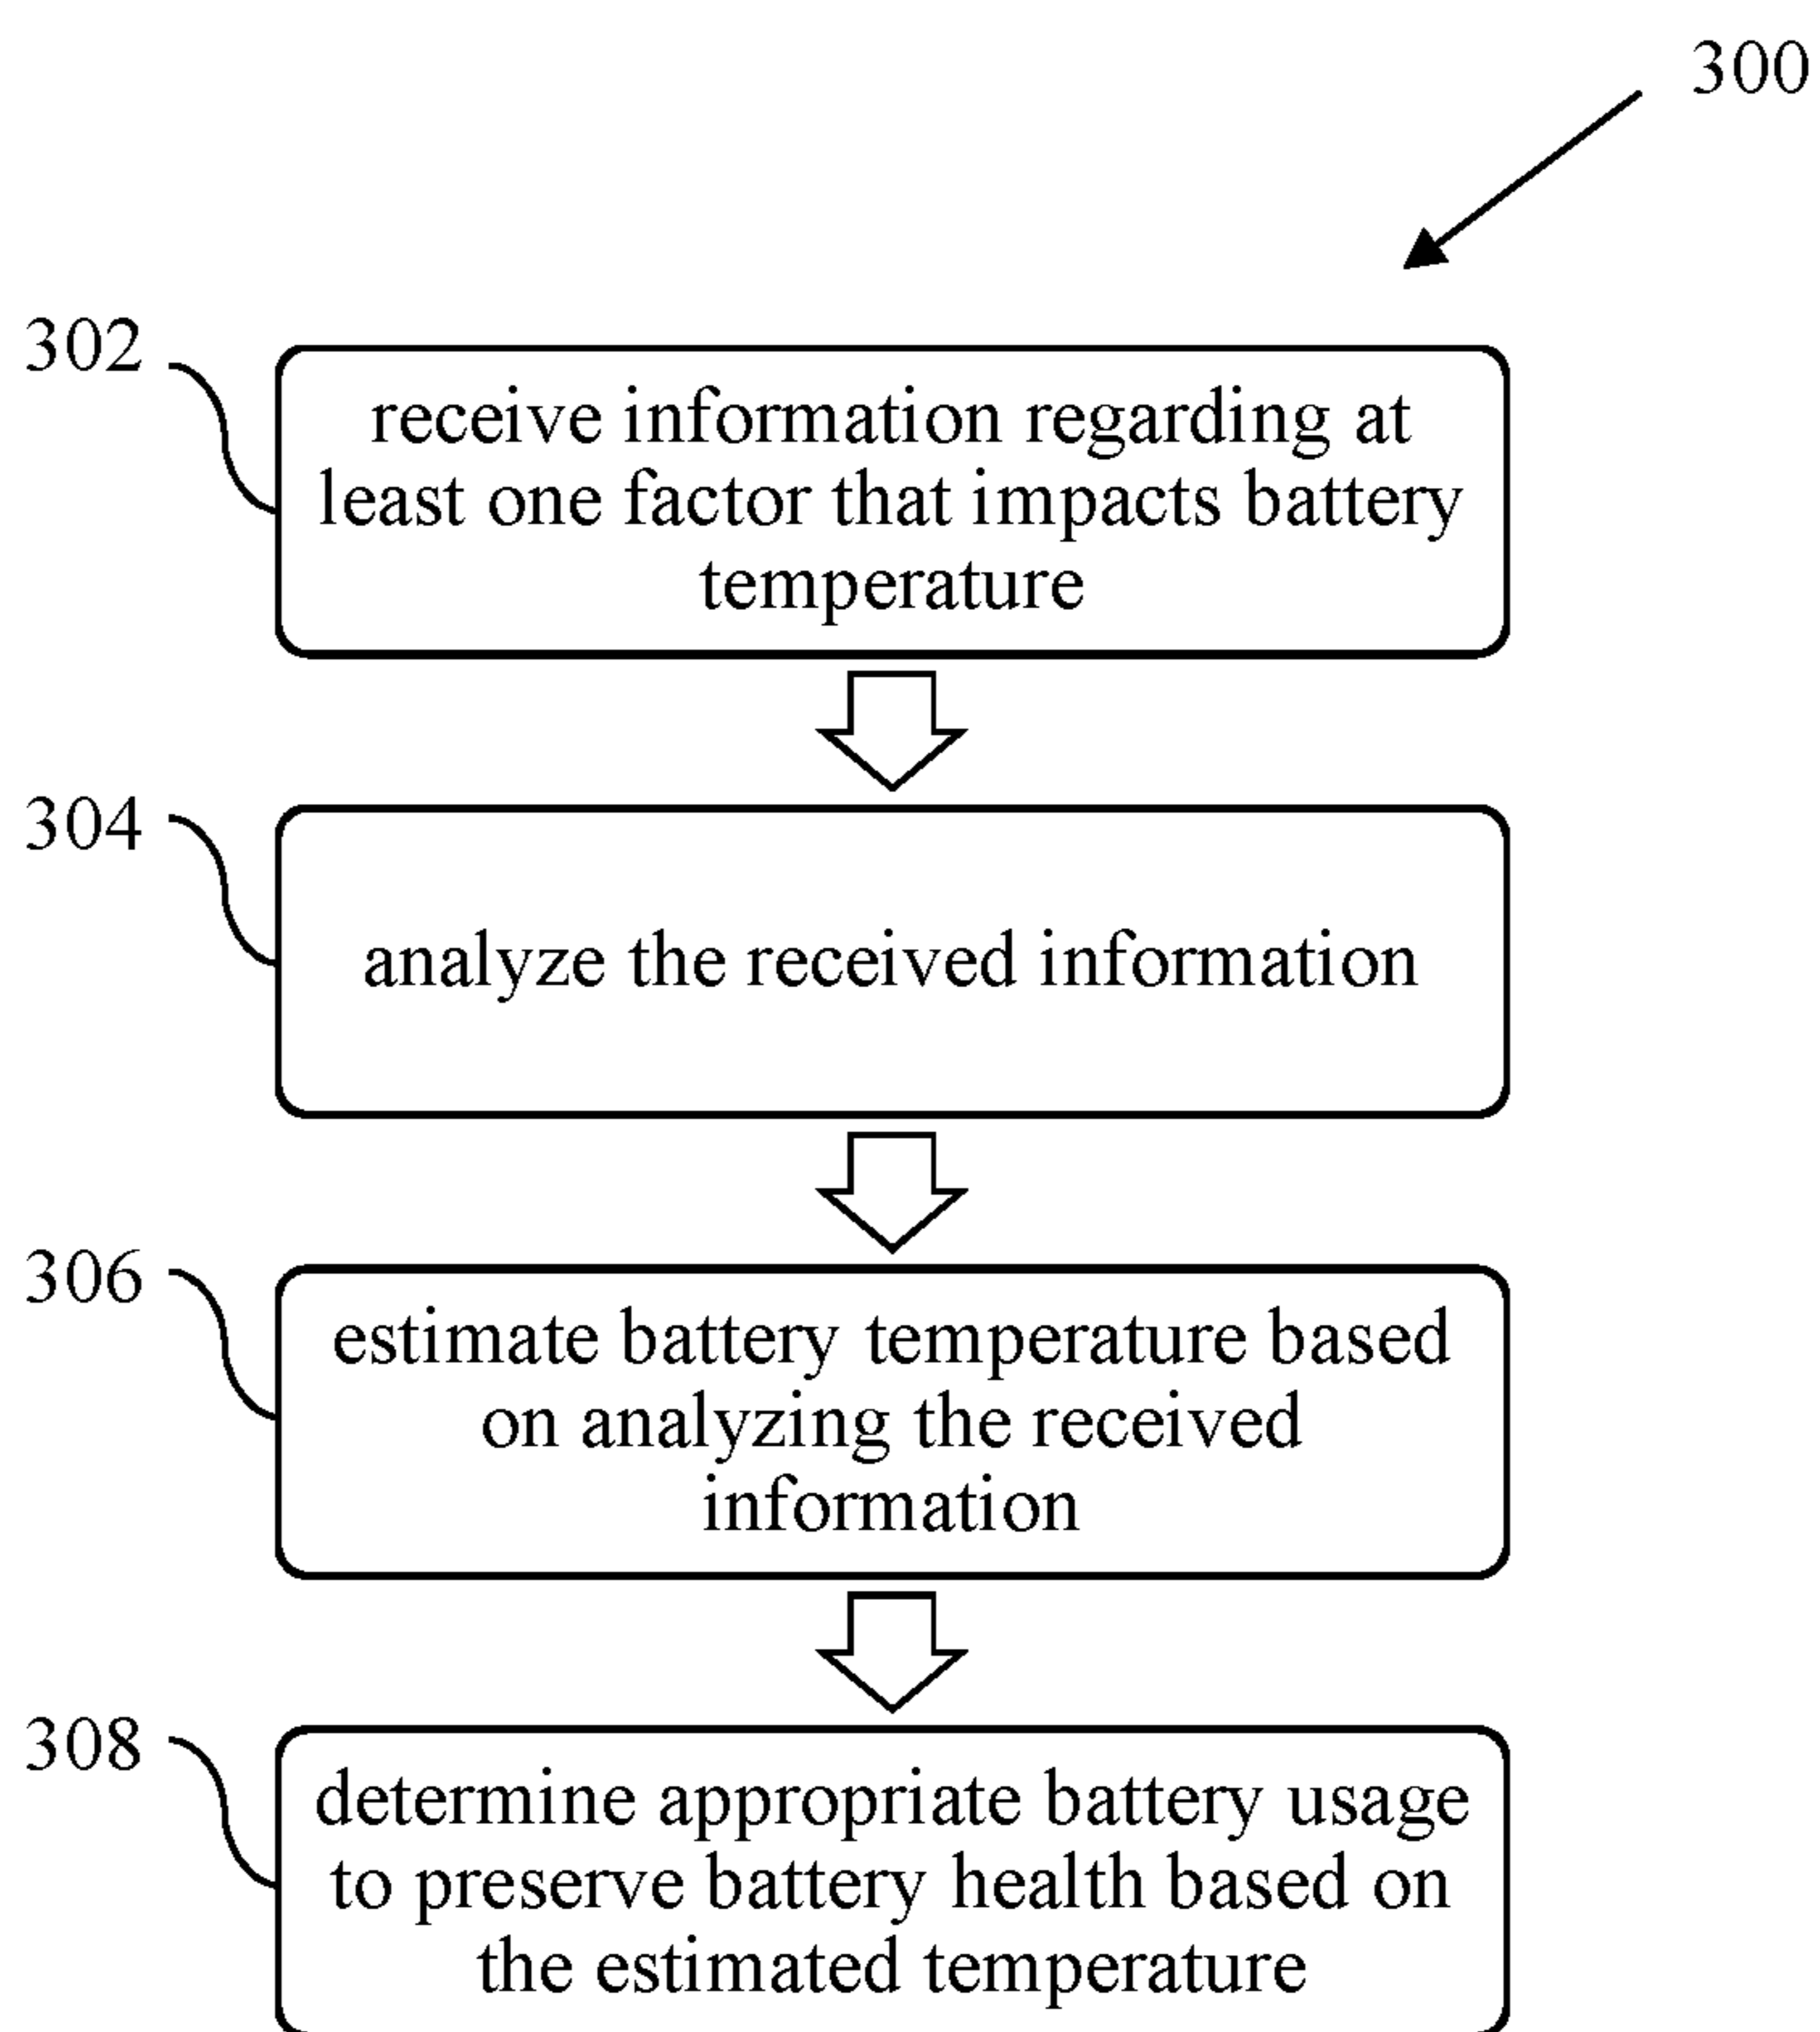 300
302
receive information regarding at
least one factor that impacts battery
temperature
304
analyze the received information
306
estimate battery temperature based
on analyzing the received
information
308
determine appropriate battery usage
to preserve battery health based on
the estimated temperature